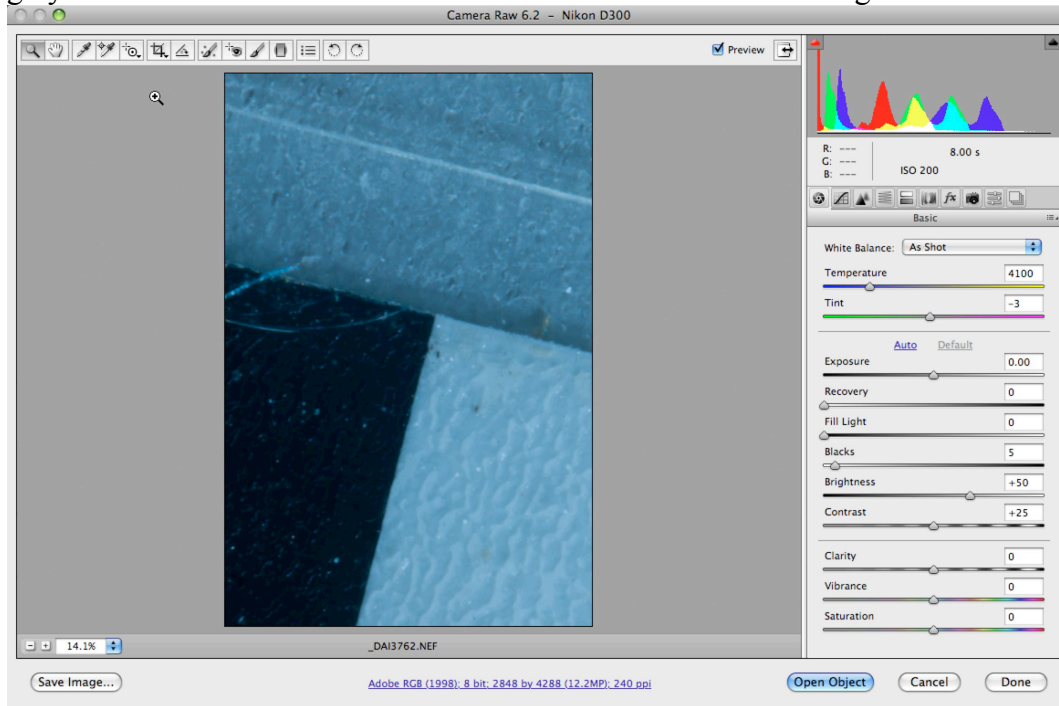 Camera Raw 6.2 – Nikon D300
Preview
R: ---
G: ---
B: ---
8.00 s
ISO 200
Basic
White Balance: As Shot
Temperature 4100
Tint -3
Auto Default
Exposure 0.00
Recovery 0
Fill Light 0
Blacks 5
Brightness +50
Contrast +25
Clarity 0
Vibrance 0
Saturation 0
- + 14.1%
_DAI3762.NEF
Save Image...
Adobe RGB (1998); 8 bit; 2848 by 4288 (12.2MP); 240 ppi
Open Object Cancel Done